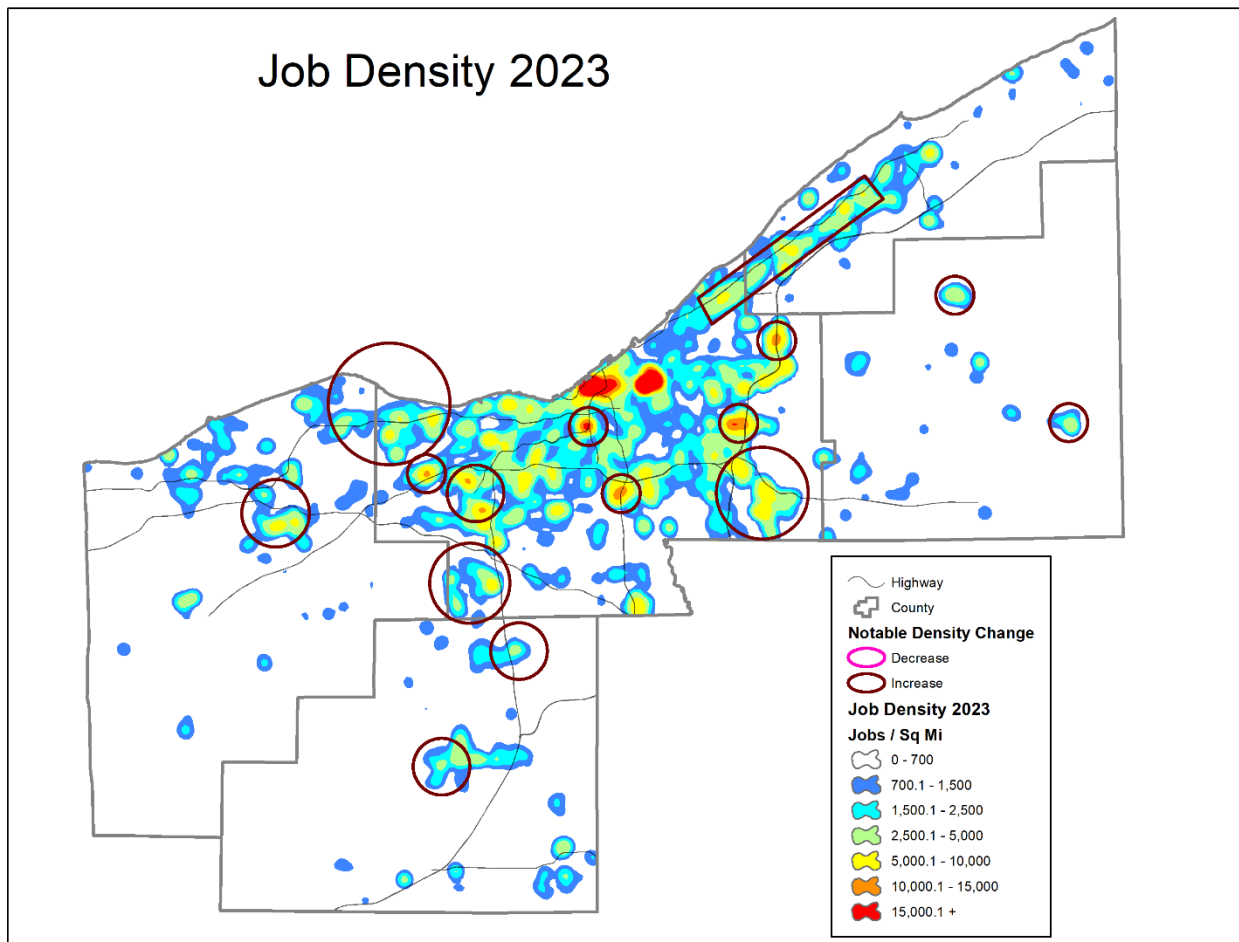 Job Density 2023
Highway
County
Notable Density Change
Decrease
Increase
Job Density 2023
Jobs / Sq Mi
0 - 700
700.1 - 1,500
1,500.1 - 2,500
2,500.1 - 5,000
5,000.1 - 10,000
10,000.1 - 15,000
15,000.1 +